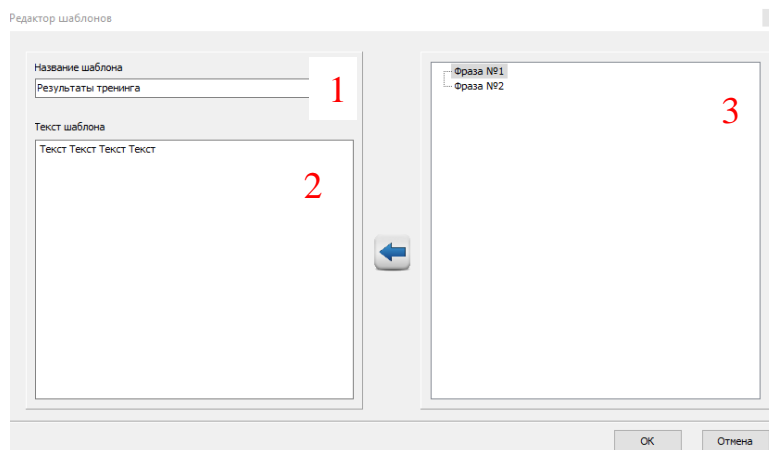 Редактор шаблонов
Название шаблона
Результаты тренинга
1
Текст шаблона
Текст Текст Текст Текст
2
Фраза №1
Фраза №2
3
ОК
Отмена